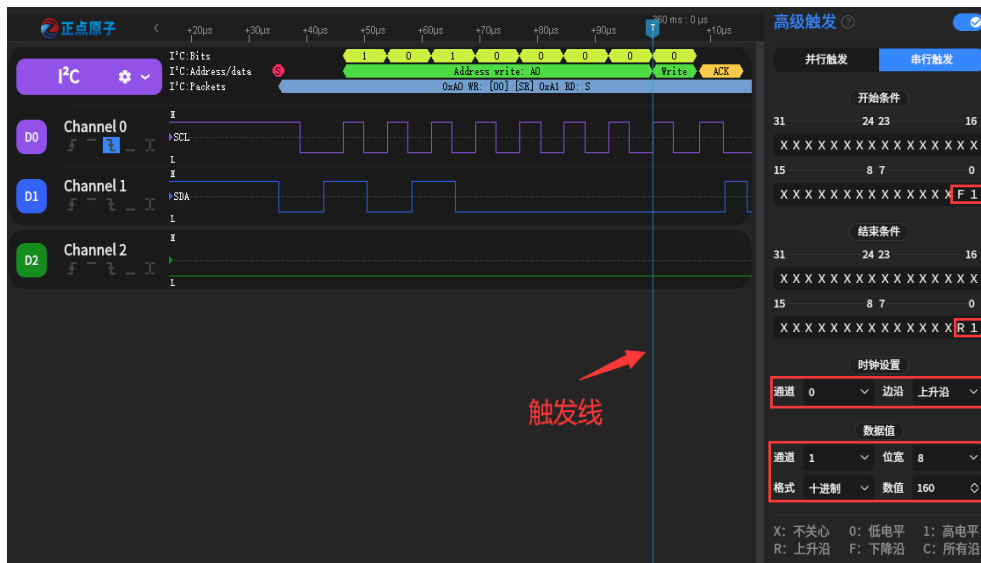 正点原子
+20μs +30μs +40μs +50μs +60μs +70μs +80μs +90μs 360 ms : 0 μs +10μs
T
I²C
I²C:Bits
1 0 1 0 0 0 0 0
I²C:Address/data
S Address write: A0 Write ACK
I²C:Packets
0xA0 WR: [00] [SR] 0xA1 RD: S
D0 Channel 0
H
SCL
L
D1 Channel 1
H
SDA
L
D2 Channel 2
H
L
触发线
高级触发
并行触发 串行触发
开始条件
31 24 23 16
X X X X X X X X X X X X X X X X
15 8 7 0
X X X X X X X X X X X X X X F 1
结束条件
31 24 23 16
X X X X X X X X X X X X X X X X
15 8 7 0
X X X X X X X X X X X X X X R 1
时钟设置
通道 0 边沿 上升沿
数据值
通道 1 位宽 8
格式 十进制 数值 160
X: 不关心 0: 低电平 1: 高电平
R: 上升沿 F: 下降沿 C: 所有沿